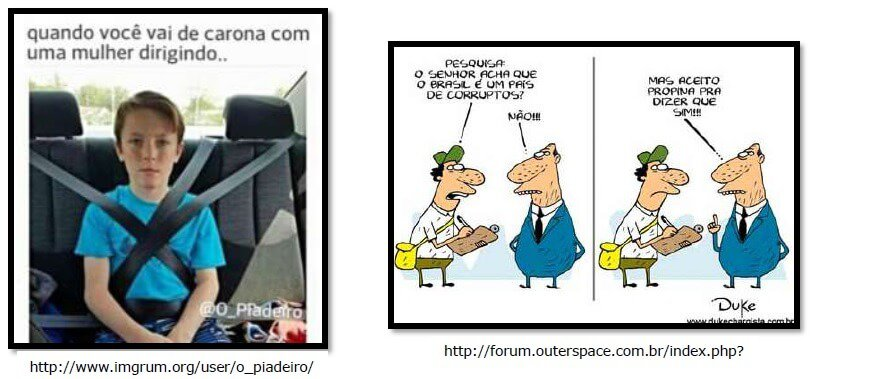 quando você vai de carona com
uma mulher dirigindo..
@O_Piadeiro
http://www.imgrum.org/user/o_piadeiro/
PESQUISA:
O SENHOR ACHA QUE
O BRASIL É UM PAÍS
DE CORRUPTOS?
NÃO!!!
MAS ACEITO
PROPINA PRA
DIZER QUE
SIM!!!
DUKE
www.dukechargista.com.br
http://forum.outerspace.com.br/index.php?